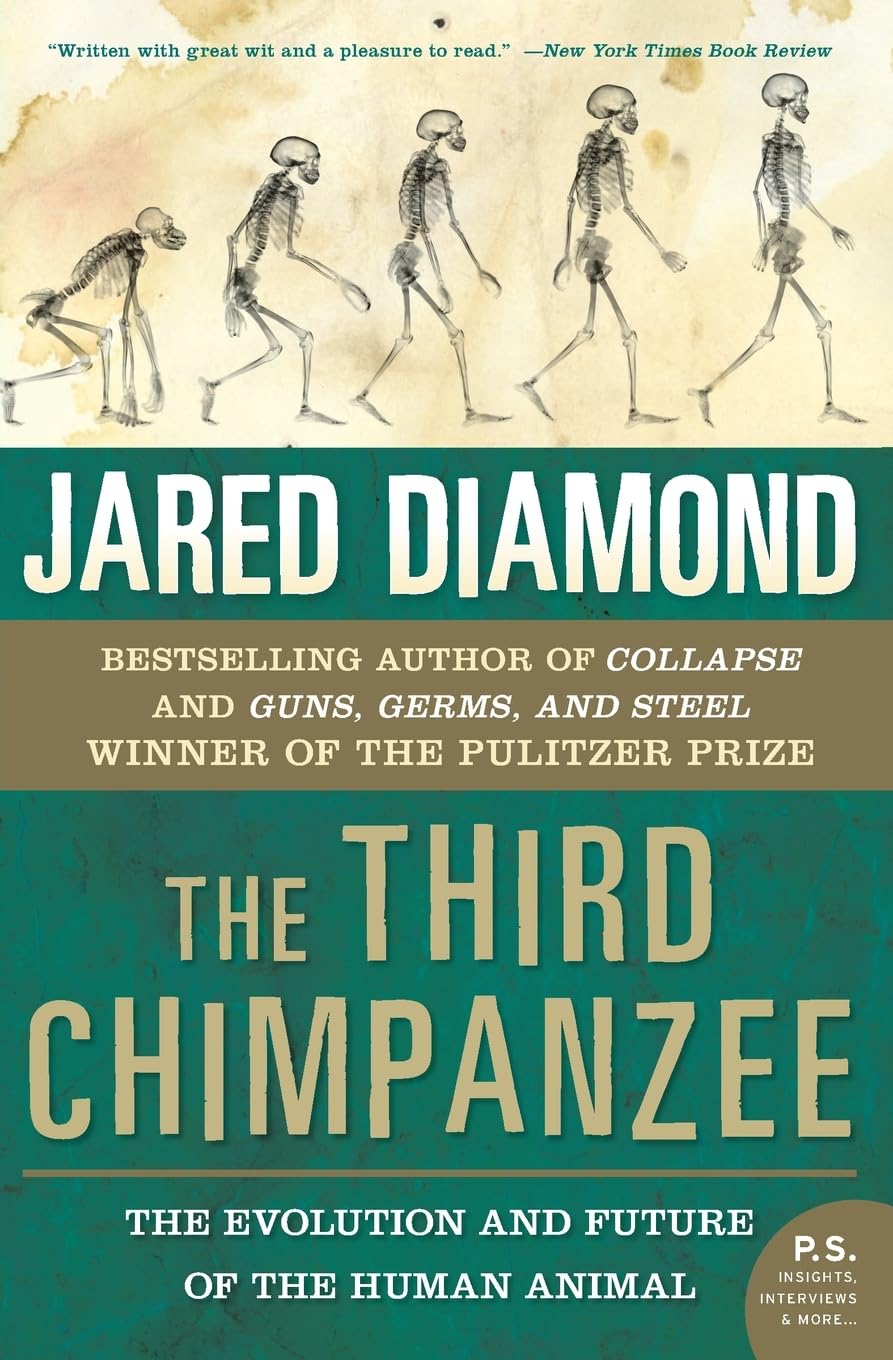 “Written with great wit and a pleasure to read.” —New York Times Book Review
JARED DIAMOND
BESTSELLING AUTHOR OF COLLAPSE
AND GUNS, GERMS, AND STEEL
WINNER OF THE PULITZER PRIZE
THE THIRD
CHIMPANZEE
THE EVOLUTION AND FUTURE
OF THE HUMAN ANIMAL
P.S.
INSIGHTS,
INTERVIEWS
& MORE...